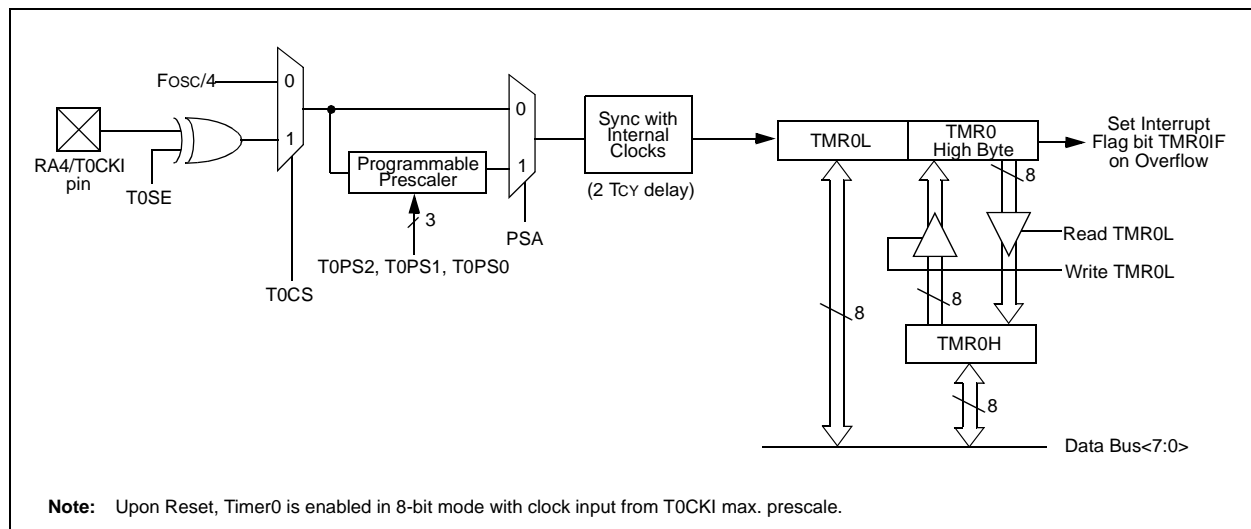 FOSC/4
0
1
RA4/T0CKI
pin
T0SE
T0CS
Programmable
Prescaler
3
T0PS2, T0PS1, T0PS0
0
1
PSA
Sync with
Internal
Clocks
(2 TCY delay)
TMR0L
TMR0
High Byte
Set Interrupt
Flag bit TMR0IF
on Overflow
8
Read TMR0L
Write TMR0L
8
8
TMR0H
8
Data Bus<7:0>
Note: Upon Reset, Timer0 is enabled in 8-bit mode with clock input from T0CKI max. prescale.